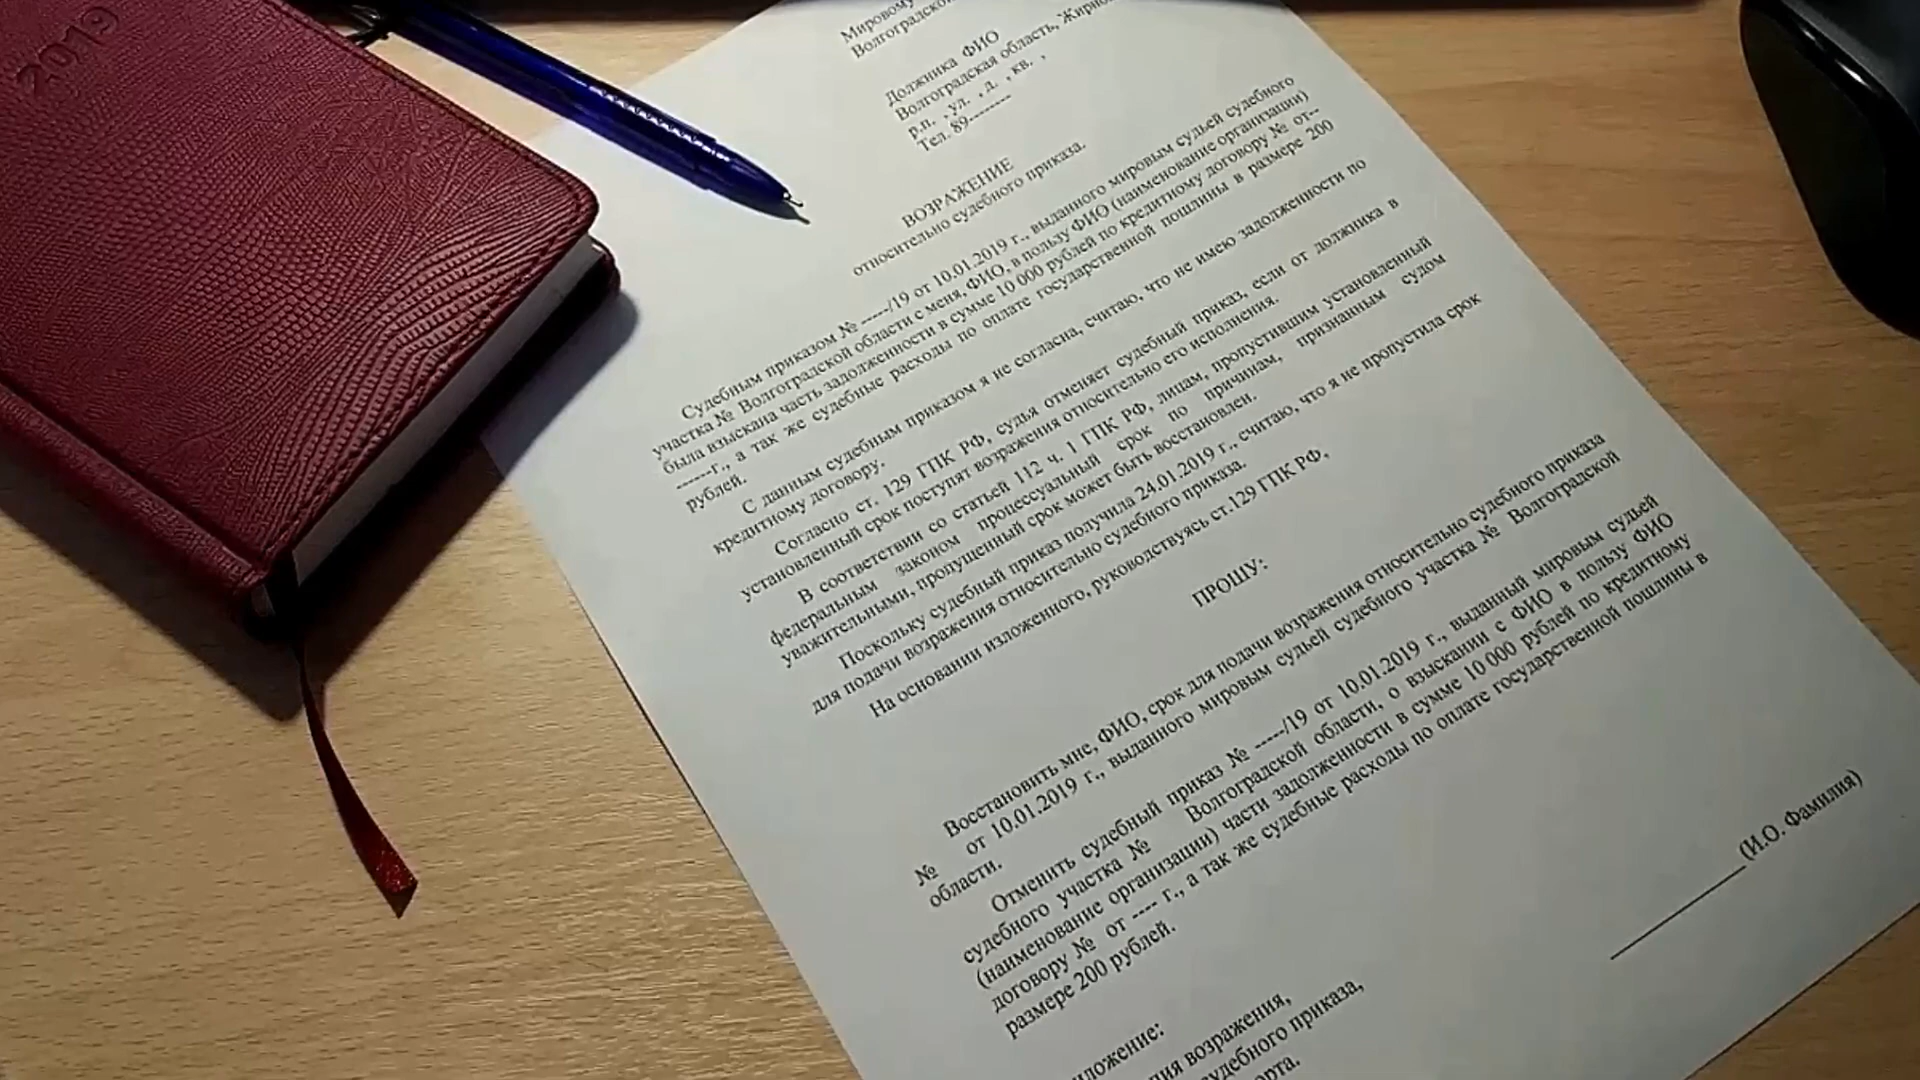 2019
Мировому
Волгоградской
Должника ФИО
Волгоградская область, Жирно
р.п. , ул. , д. , кв. ,
Тел. 89-------
ВОЗРАЖЕНИЕ
относительно судебного приказа.
Судебным приказом № -----/19 от 10.01.2019 г., выданного мировым судьей судебного
участка № Волгоградской области с меня, ФИО, в пользу ФИО (наименование организации)
была взыскана часть задолженности в сумме 10 000 рублей по кредитному договору № от--
------г., а так же судебные расходы по оплате государственной пошлины в размере 200
рублей.
С данным судебным приказом я не согласна, считаю, что не имею задолженности по
кредитному договору.
Согласно ст. 129 ГПК РФ, судья отменяет судебный приказ, если от должника в
установленный срок поступят возражения относительно его исполнения.
В соответствии со статьей 112 ч. 1 ГПК РФ, лицам, пропустившим установленный
федеральным законом процессуальный срок по причинам, признанным судом
уважительными, пропущенный срок может быть восстановлен.
Поскольку судебный приказ получила 24.01.2019 г., считаю, что я не пропустила срок
для подачи возражения относительно судебного приказа.
На основании изложенного, руководствуясь ст.129 ГПК РФ,
ПРОШУ:
Восстановить мне, ФИО, срок для подачи возражения относительно судебного приказа
№ от 10.01.2019 г., выданного мировым судьей судебного участка № Волгоградской
области.
Отменить судебный приказ № -----/19 от 10.01.2019 г., выданный мировым судьей
судебного участка № Волгоградской области, о взыскании с ФИО в пользу ФИО
(наименование организации) части задолженности в сумме 10 000 рублей по кредитному
договору № от ---- г., а так же судебные расходы по оплате государственной пошлины в
размере 200 рублей.
(И.О. Фамилия)
иложение:
ия возражения,
удебного приказа,
орта.